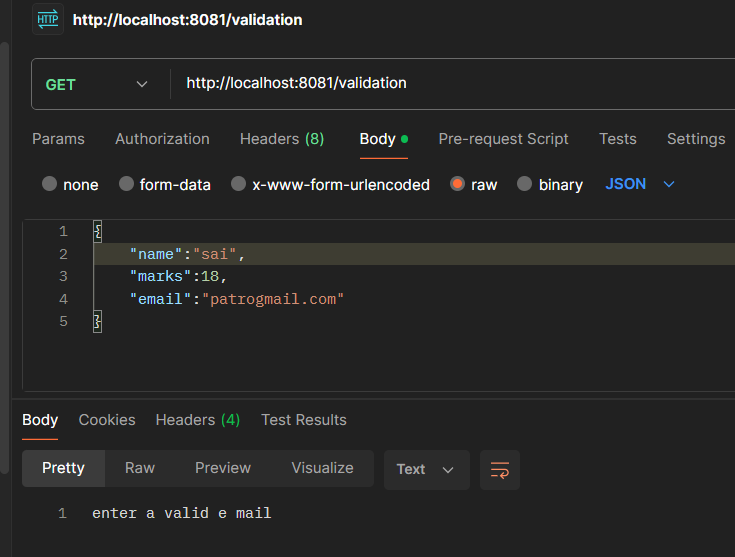 HTTP http://localhost:8081/validation
GET http://localhost:8081/validation
Params Authorization Headers (8) Body Pre-request Script Tests Settings
none form-data x-www-form-urlencoded raw binary JSON
1 {
2 "name":"sai",
3 "marks":18,
4 "email":"patrogmail.com"
5 }
Body Cookies Headers (4) Test Results
Pretty Raw Preview Visualize Text
1 enter a valid e mail